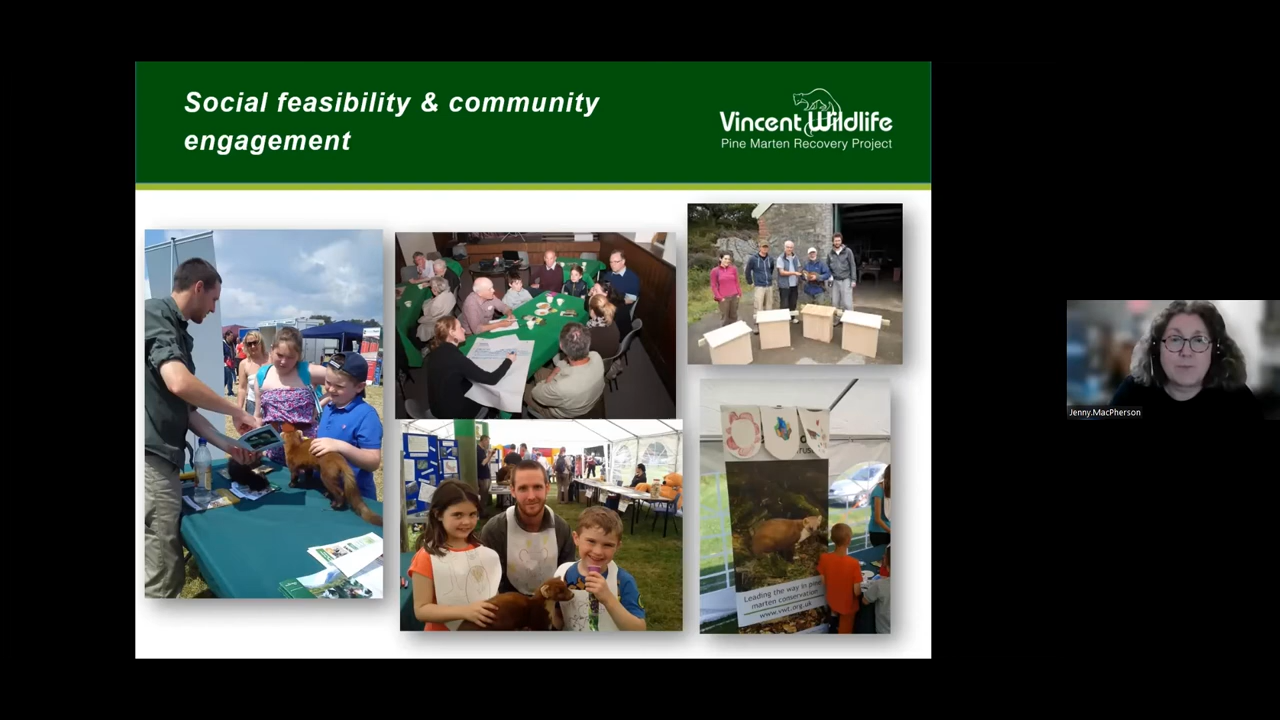 Social feasibility & community
engagement
Vincent Wildlife
Pine Marten Recovery Project
Leading the way in pine
marten conservation
www.vwt.org.uk
Jenny.MacPherson